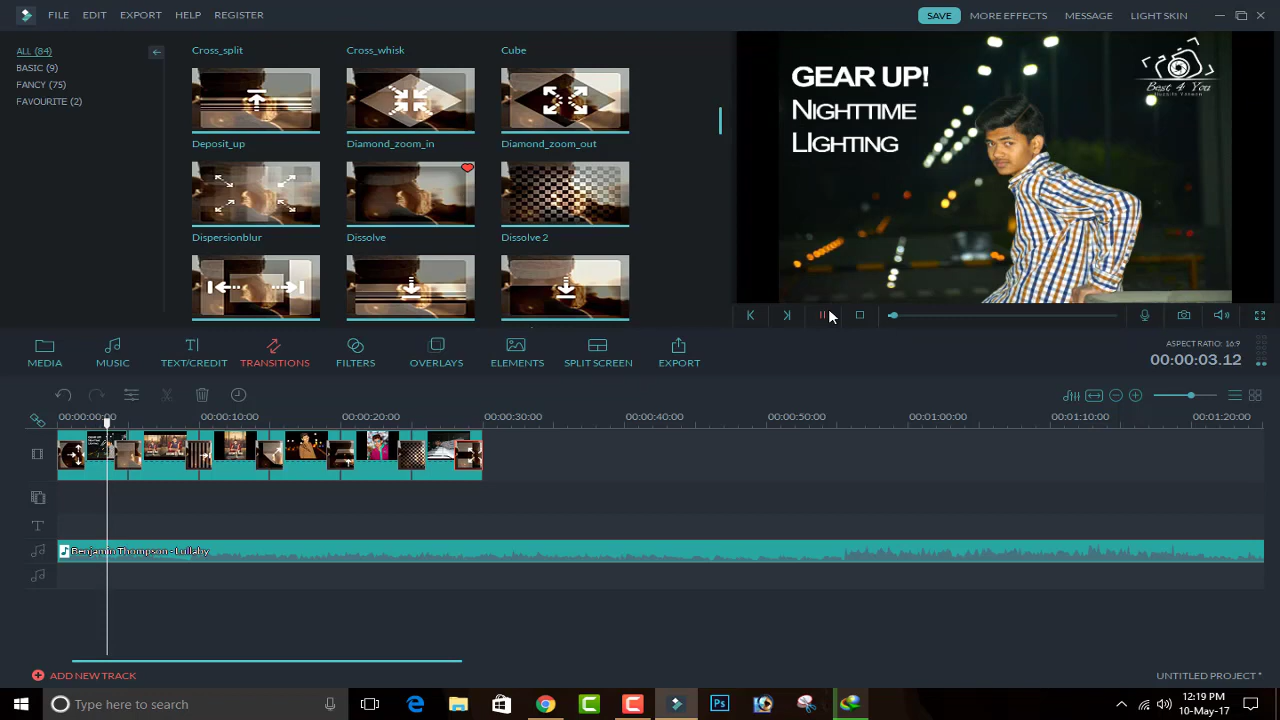 FILE EDIT EXPORT HELP REGISTER SAVE MORE EFFECTS MESSAGE LIGHT SKIN
ALL (84)
BASIC (9)
FANCY (75)
FAVOURITE (2)
Cross_split Cross_whisk Cube
Deposit_up Diamond_zoom_in Diamond_zoom_out
Dispersionblur Dissolve Dissolve 2
GEAR UP!
NIGHTTIME
LIGHTING
Best 4 You
MEDIA MUSIC TEXT/CREDIT TRANSITIONS FILTERS OVERLAYS ELEMENTS SPLIT SCREEN EXPORT
ASPECT RATIO: 16:9
00:00:03.12
00:00:00:00 00:00:10:00 00:00:20:00 00:00:30:00 00:00:40:00 00:00:50:00 00:01:00:00 00:01:10:00 00:01:20:00
Benjamin Thompson - Lullaby
ADD NEW TRACK UNTITLED PROJECT *
Type here to search
12:19 PM
10-May-17